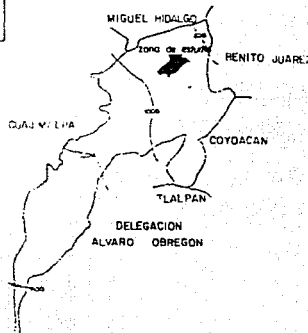 MIGUEL HIDALGO
zona de estudio
BENITO JUAREZ
CUAJIMALPA
COYOACAN
TLALPAN
DELEGACION
ALVARO OBREGON